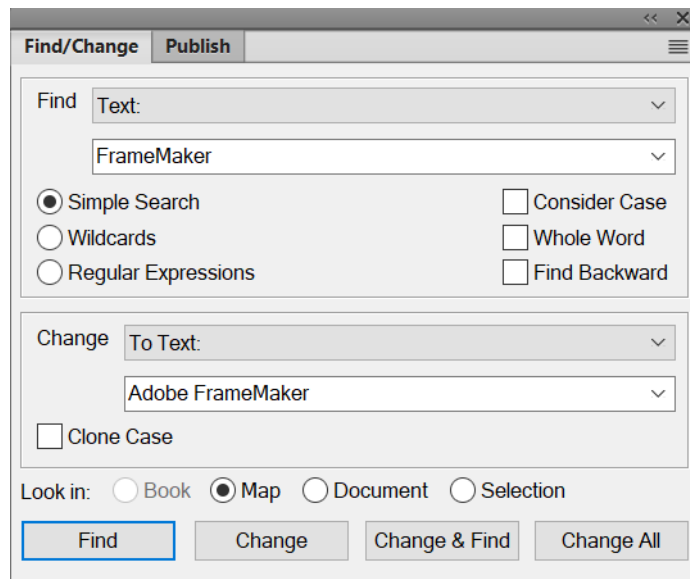 Find/Change Publish
Find Text:
FrameMaker
Simple Search Consider Case
Wildcards Whole Word
Regular Expressions Find Backward
Change To Text:
Adobe FrameMaker
Clone Case
Look in: Book Map Document Selection
Find Change Change & Find Change All